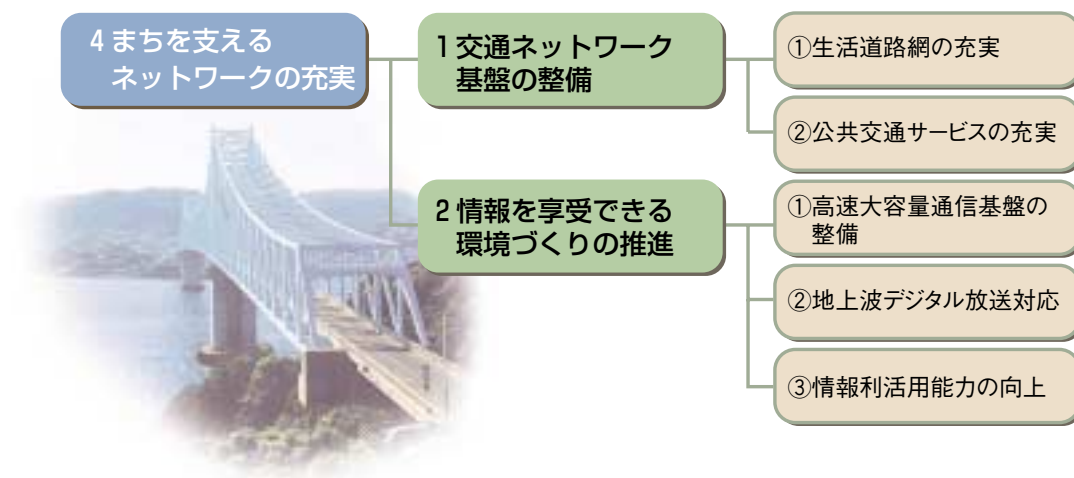 4 まちを支える
ネットワークの充実
1 交通ネットワーク
基盤の整備
①生活道路網の充実
②公共交通サービスの充実
2 情報を享受できる
環境づくりの推進
①高速大容量通信基盤の
整備
②地上波デジタル放送対応
③情報利活用能力の向上